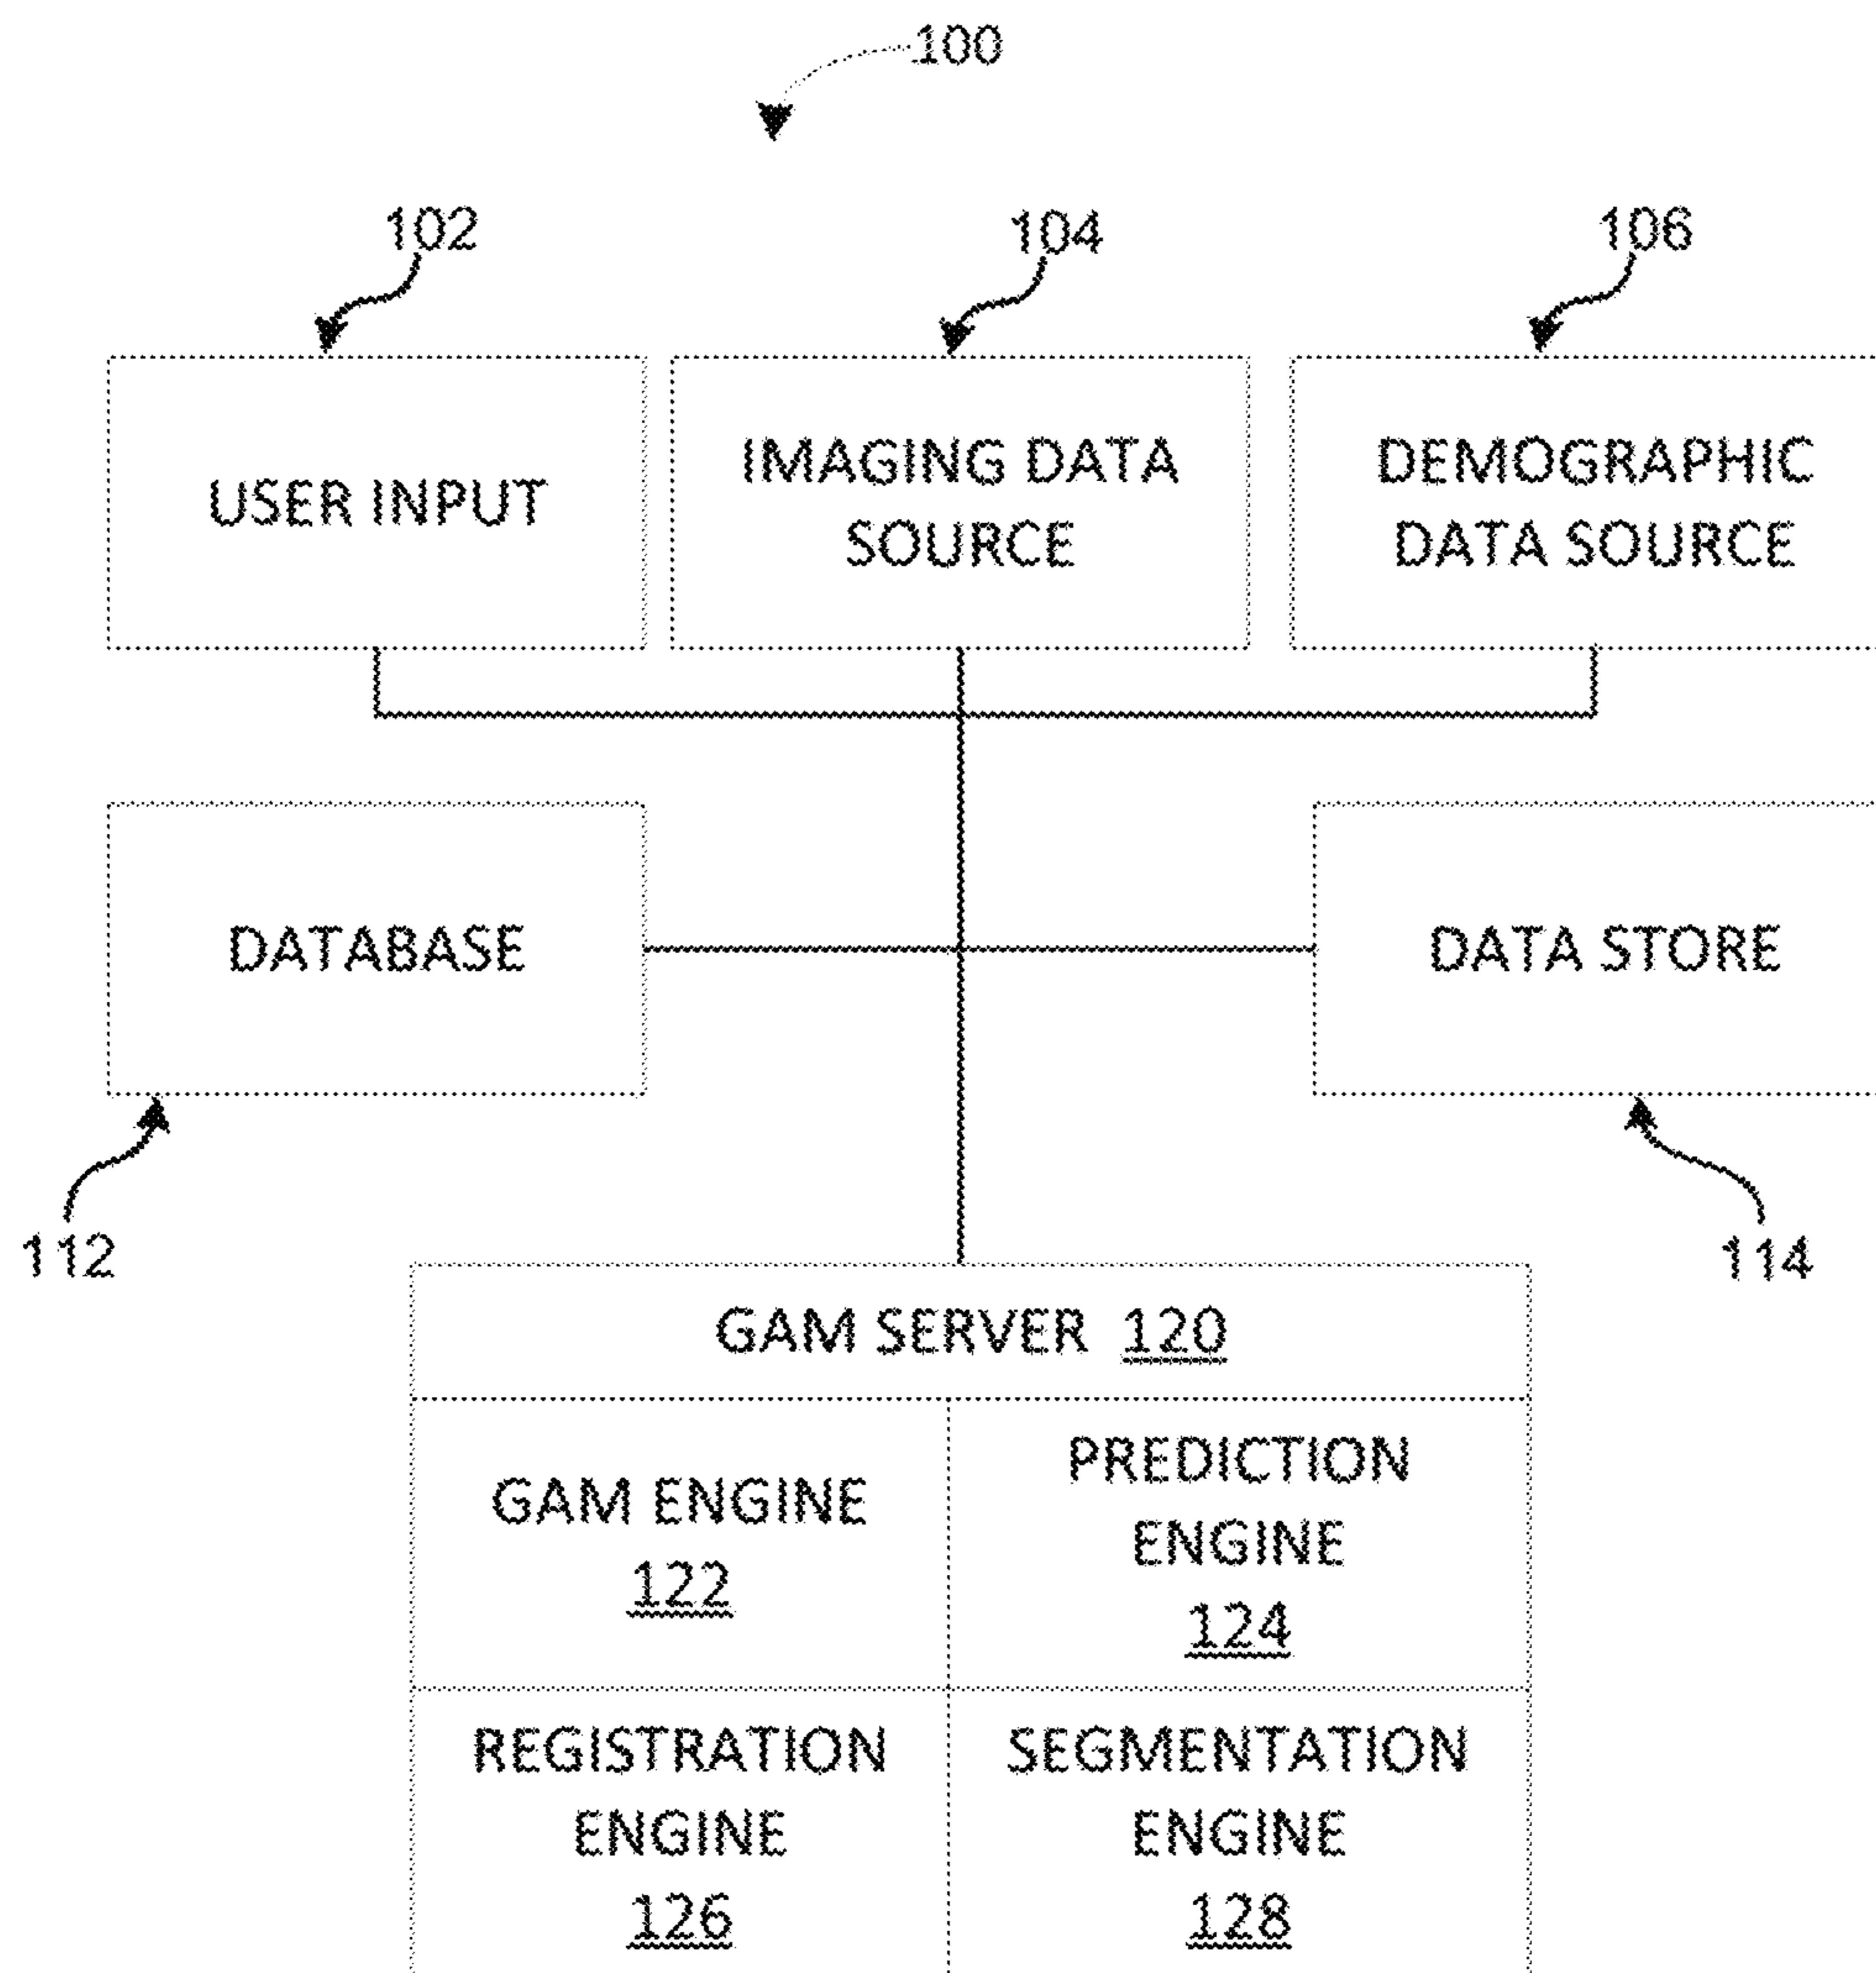 100
102
104
106
USER INPUT
IMAGING DATA
SOURCE
DEMOGRAPHIC
DATA SOURCE
DATABASE
DATA STORE
112
114
GAM SERVER 120
GAM ENGINE
122
PREDICTION
ENGINE
124
REGISTRATION
ENGINE
126
SEGMENTATION
ENGINE
128